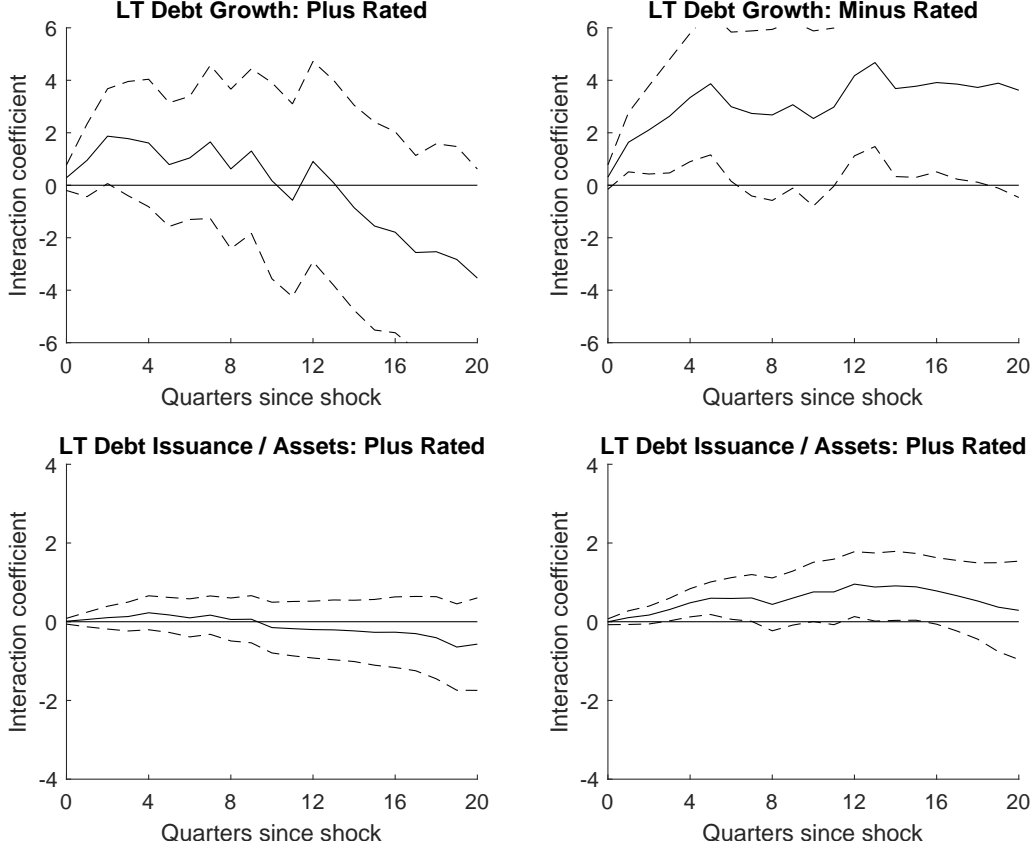 LT Debt Growth: Plus Rated
6
4
2
0
-2
-4
-6
Interaction coefficient
0 4 8 12 16 20
Quarters since shock
LT Debt Growth: Minus Rated
6
4
2
0
-2
-4
-6
Interaction coefficient
0 4 8 12 16 20
Quarters since shock
LT Debt Issuance / Assets: Plus Rated
4
2
0
-2
-4
Interaction coefficient
0 4 8 12 16 20
Quarters since shock
LT Debt Issuance / Assets: Plus Rated
4
2
0
-2
-4
Interaction coefficient
0 4 8 12 16 20
Quarters since shock